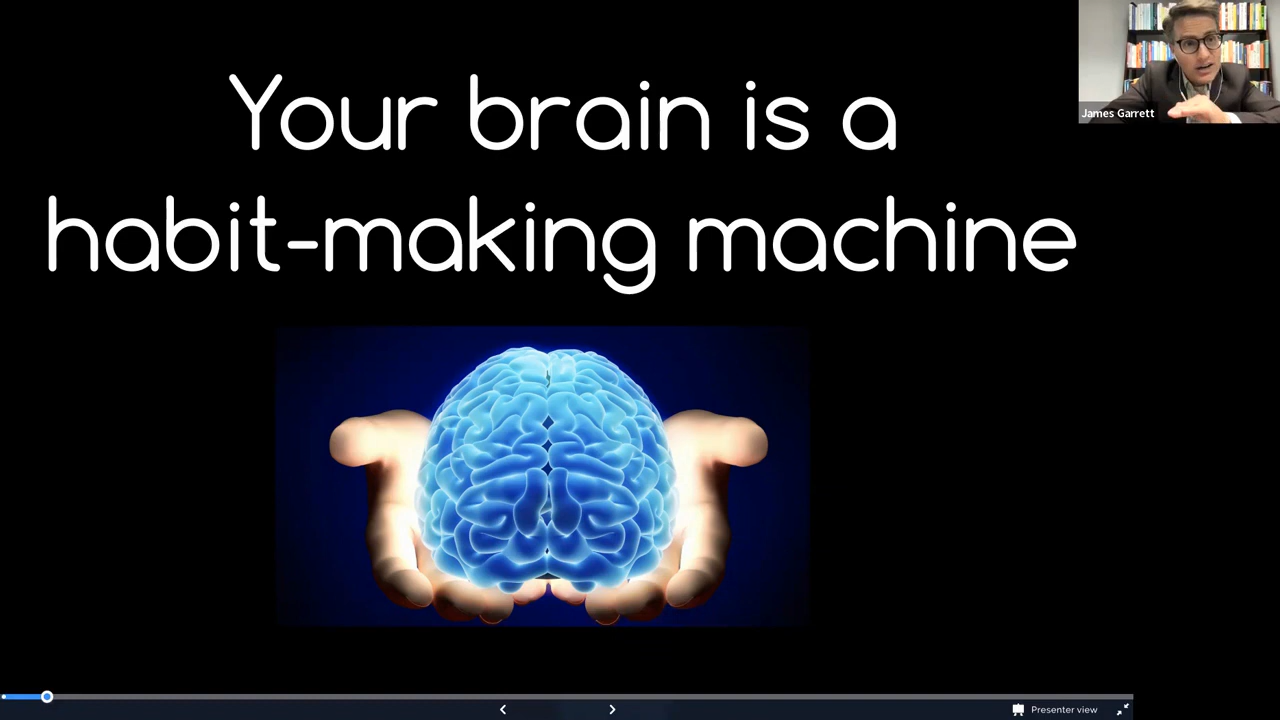 Your brain is a
habit-making machine
James Garrett
Presenter view